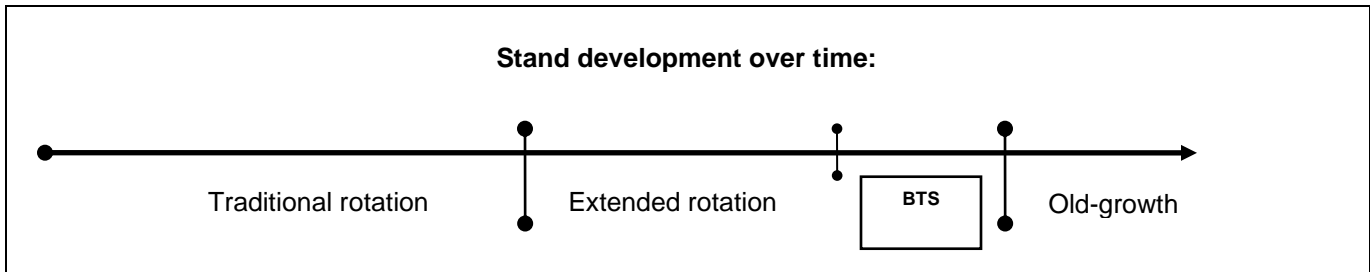 Stand development over time:
Traditional rotation
Extended rotation
BTS
Old-growth